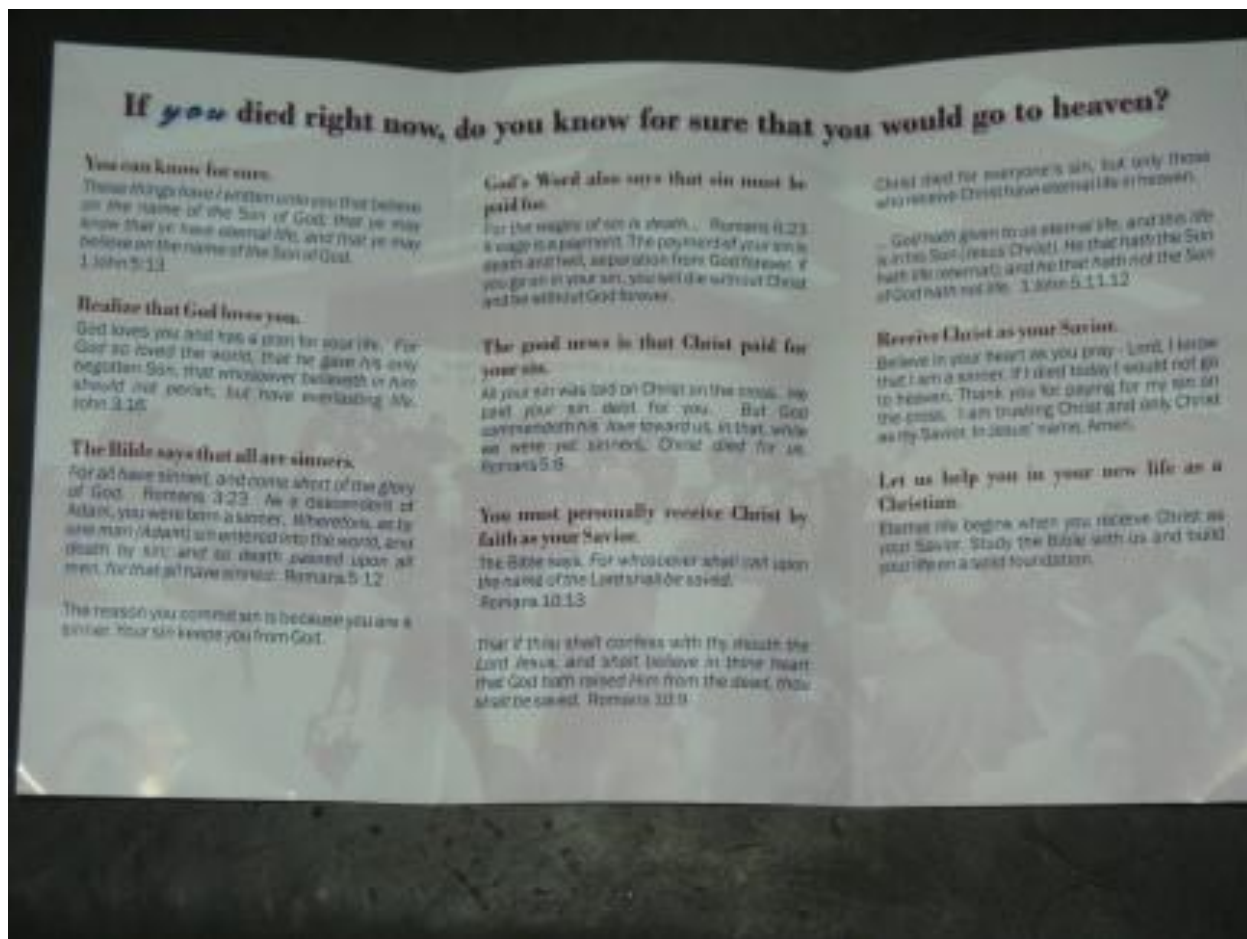 If you died right now, do you know for sure that you would go to heaven?
You can know for sure.
These things have I written unto you that believe
on the name of the Son of God; that ye may
know that ye have eternal life, and that ye may
believe on the name of the Son of God.
1 John 5:13
Realize that God loves you.
God loves you and has a plan for your life. For
God so loved the world, that he gave his only
begotten Son, that whosoever believeth in him
should not perish, but have everlasting life.
John 3:16
The Bible says that all are sinners.
For all have sinned, and come short of the glory
of God. Romans 3:23 As a descendent of
Adam, you were born a sinner. Wherefore, as by
one man (Adam) sin entered into the world, and
death by sin; and so death passed upon all
men, for that all have sinned. Romans 5:12
The reason you commit sin is because you are a
sinner. Your sin keeps you from God.
God's Word also says that sin must be
paid for.
For the wages of sin is death... Romans 6:23
A wage is a payment. The payment of your sin is
death and hell, separation from God forever. If
you go on in your sin, you will die without Christ
and be without God forever.
The good news is that Christ paid for
your sin.
All your sin was laid on Christ on the cross. He
paid your sin debt for you. But God
commendeth his love toward us, in that, while
we were yet sinners, Christ died for us.
Romans 5:8
You must personally receive Christ by
faith as your Savior.
The Bible says, For whosoever shall call upon
the name of the Lord shall be saved.
Romans 10:13
That if thou shalt confess with thy mouth the
Lord Jesus, and shalt believe in thine heart
that God hath raised Him from the dead, thou
shalt be saved. Romans 10:9
Christ died for everyone's sin, but only those
who receive Christ have eternal life in heaven.
... God hath given to us eternal life, and this life
is in his Son (Jesus Christ). He that hath the Son
hath life (eternal); and he that hath not the Son
of God hath not life. 1 John 5:11,12
Receive Christ as your Savior.
Believe in your heart as you pray - Lord, I know
that I am a sinner. If I died today I would not go
to heaven. Thank you for paying for my sin on
the cross. I am trusting Christ and only Christ
as my Savior. In Jesus' name, Amen.
Let us help you in your new life as a
Christian.
Eternal life begins when you receive Christ as
your Savior. Study the Bible with us and build
your life on a solid foundation.